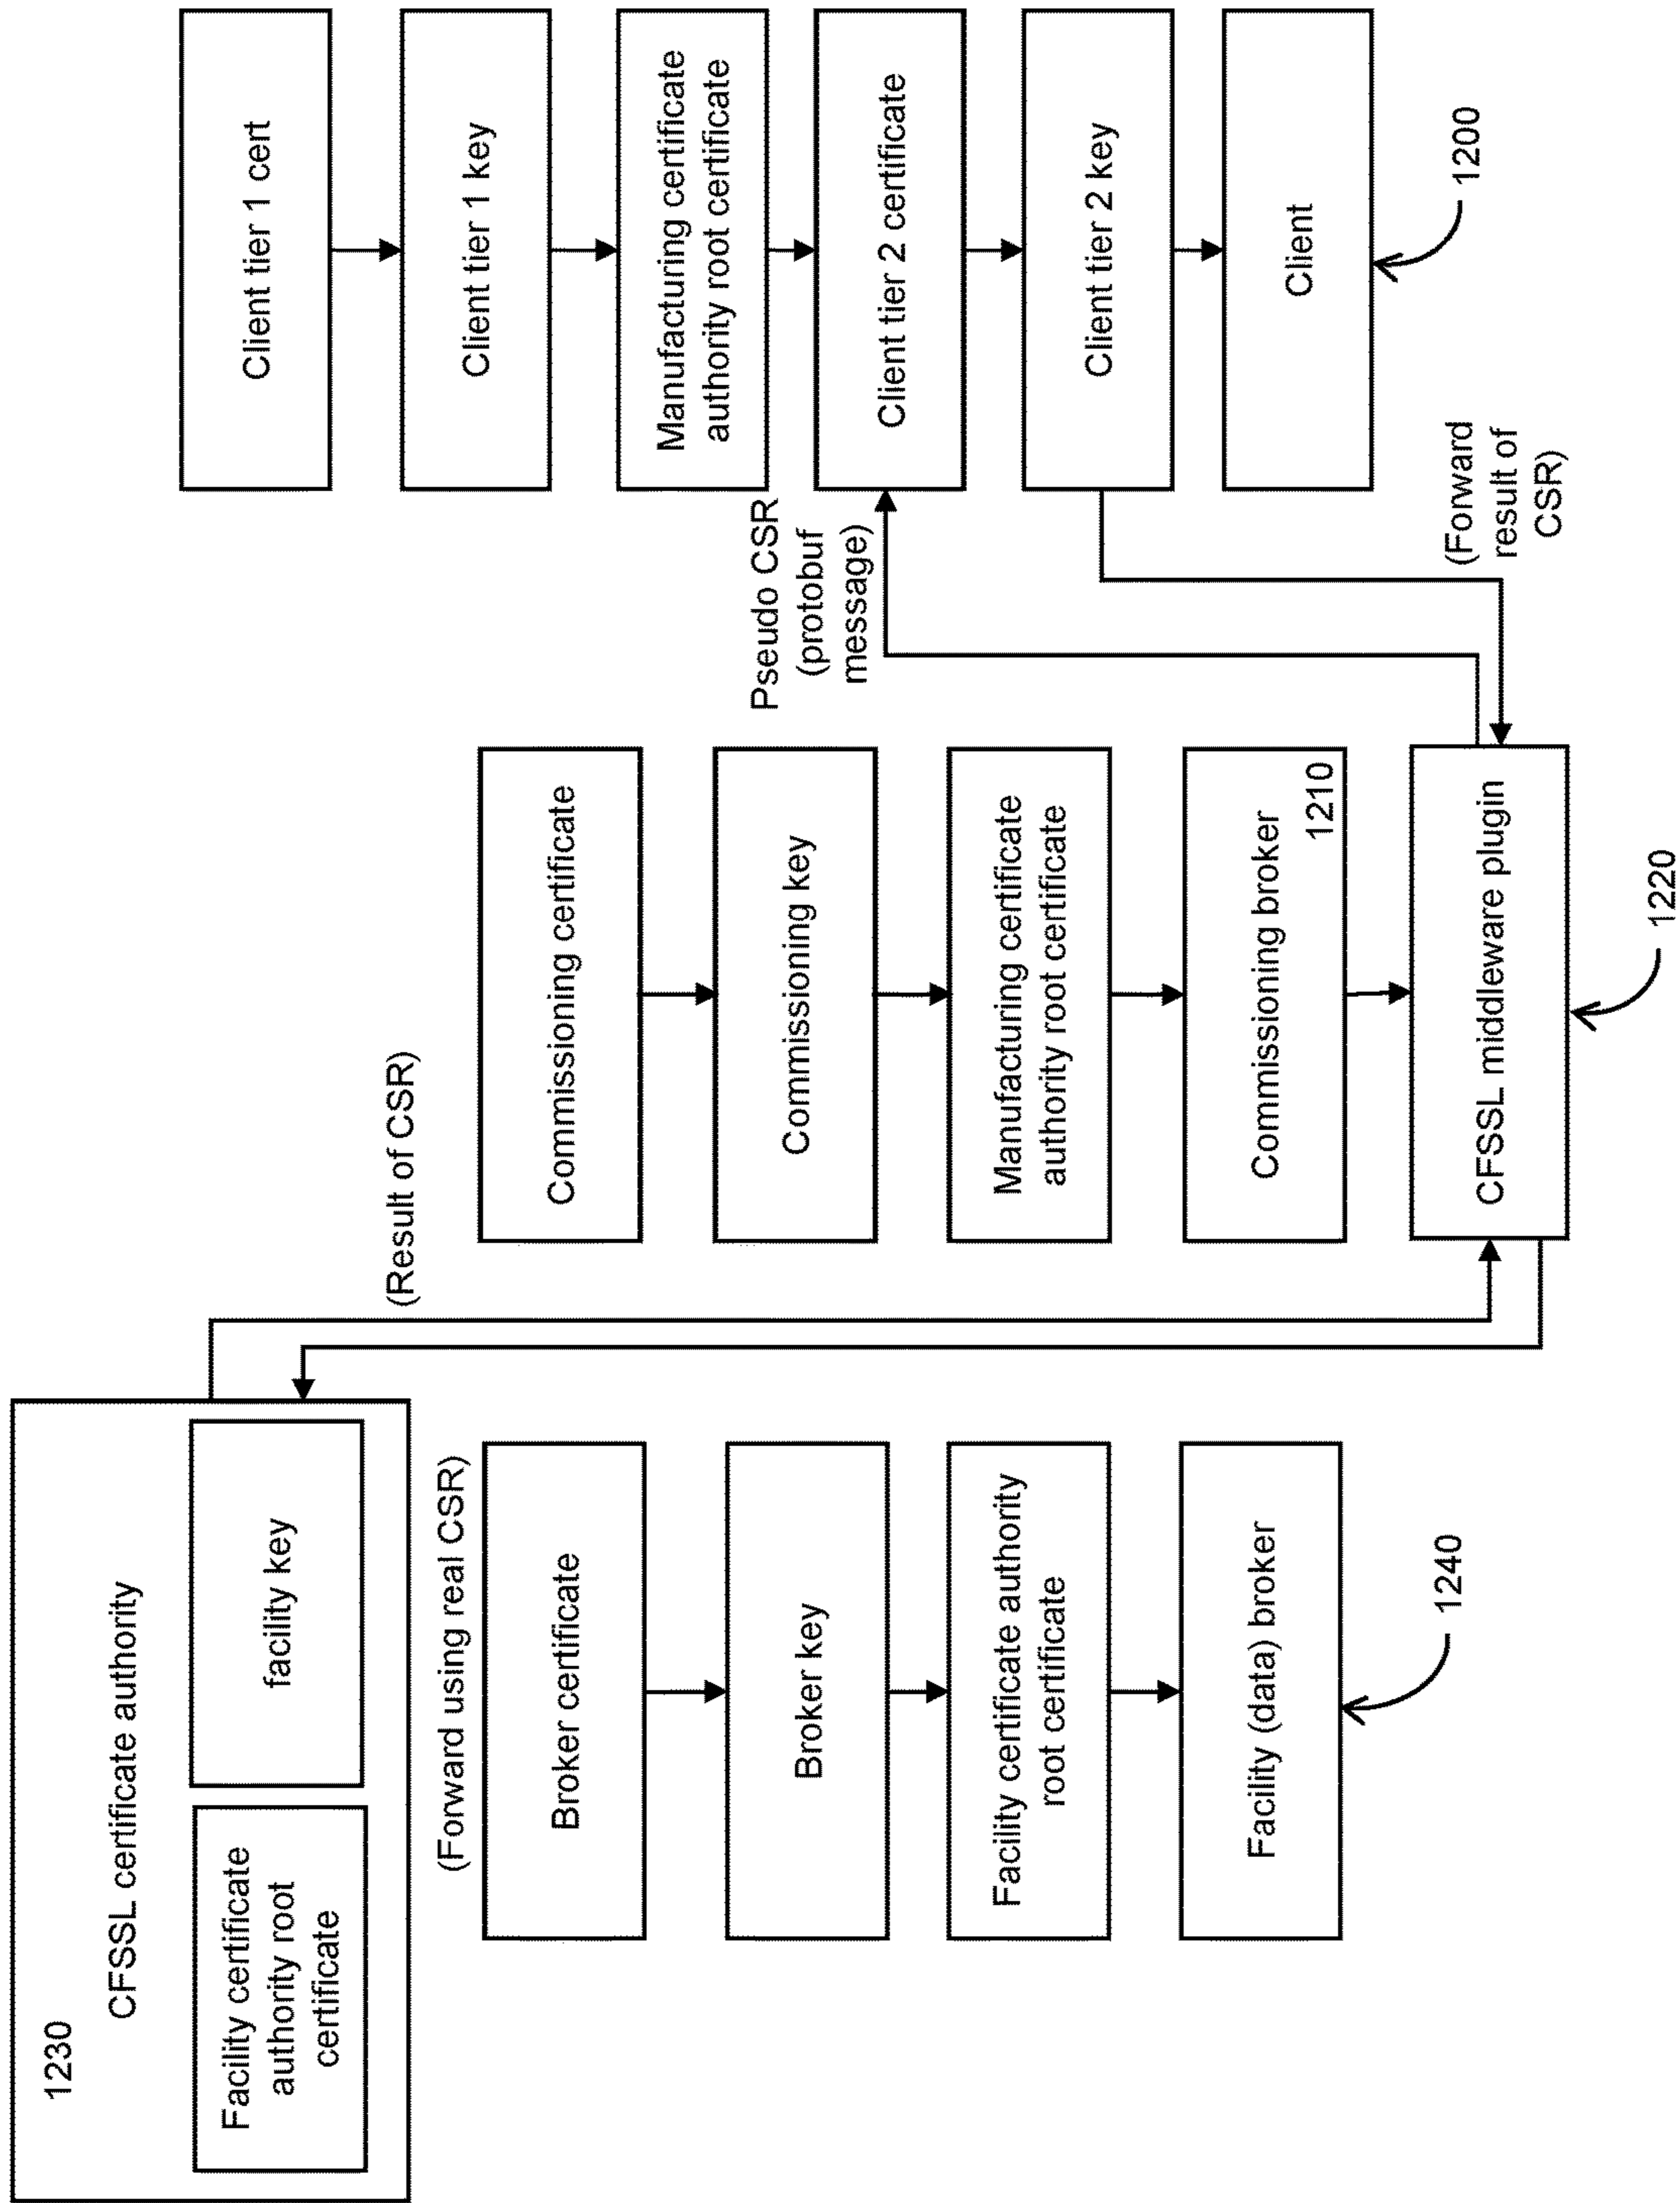 1230
CFSSL certificate authority
Facility certificate
authority root
certificate
facility key
(Forward using real CSR)
(Result of CSR)
Broker certificate
Broker key
Facility certificate authority
root certificate
Facility (data) broker
1240
Commissioning certificate
Commissioning key
Manufacturing certificate
authority root certificate
Commissioning broker
1210
CFSSL middleware plugin
1220
Pseudo CSR
(protobuf
message)
(Forward
result of
CSR)
Client tier 1 cert
Client tier 1 key
Manufacturing certificate
authority root certificate
Client tier 2 certificate
Client tier 2 key
Client
1200